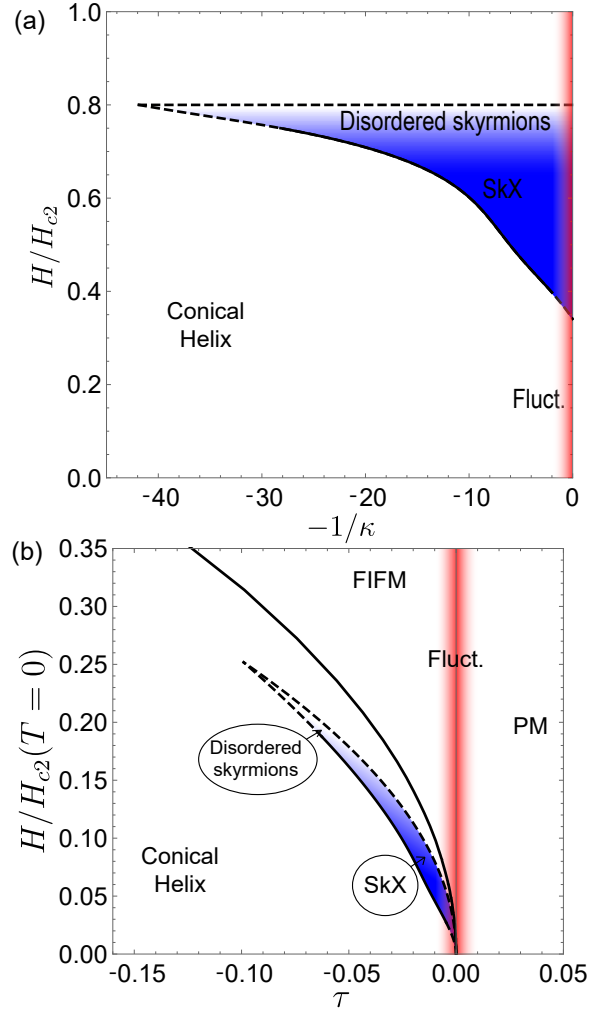 (a)
1.0
0.8
0.6
0.4
0.2
0.0
H/H_{c2}
Disordered skyrmions
SkX
Conical
Helix
Fluct.
-40 -30 -20 -10 0
−1/κ
(b)
0.35
0.30
0.25
0.20
0.15
0.10
0.05
0.00
H/H_{c2}(T = 0)
FIFM
Fluct.
PM
Disordered
skyrmions
Conical
Helix
SkX
-0.15 -0.10 -0.05 0.00 0.05
τ